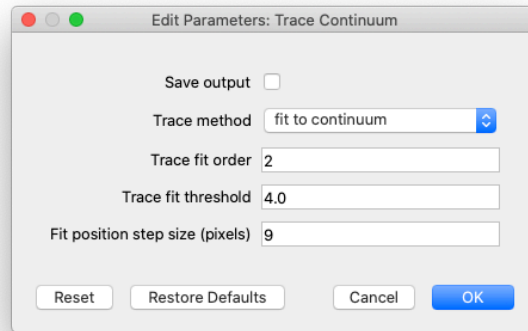 Edit Parameters: Trace Continuum
Save output
Trace method fit to continuum
Trace fit order 2
Trace fit threshold 4.0
Fit position step size (pixels) 9
Reset Restore Defaults Cancel OK